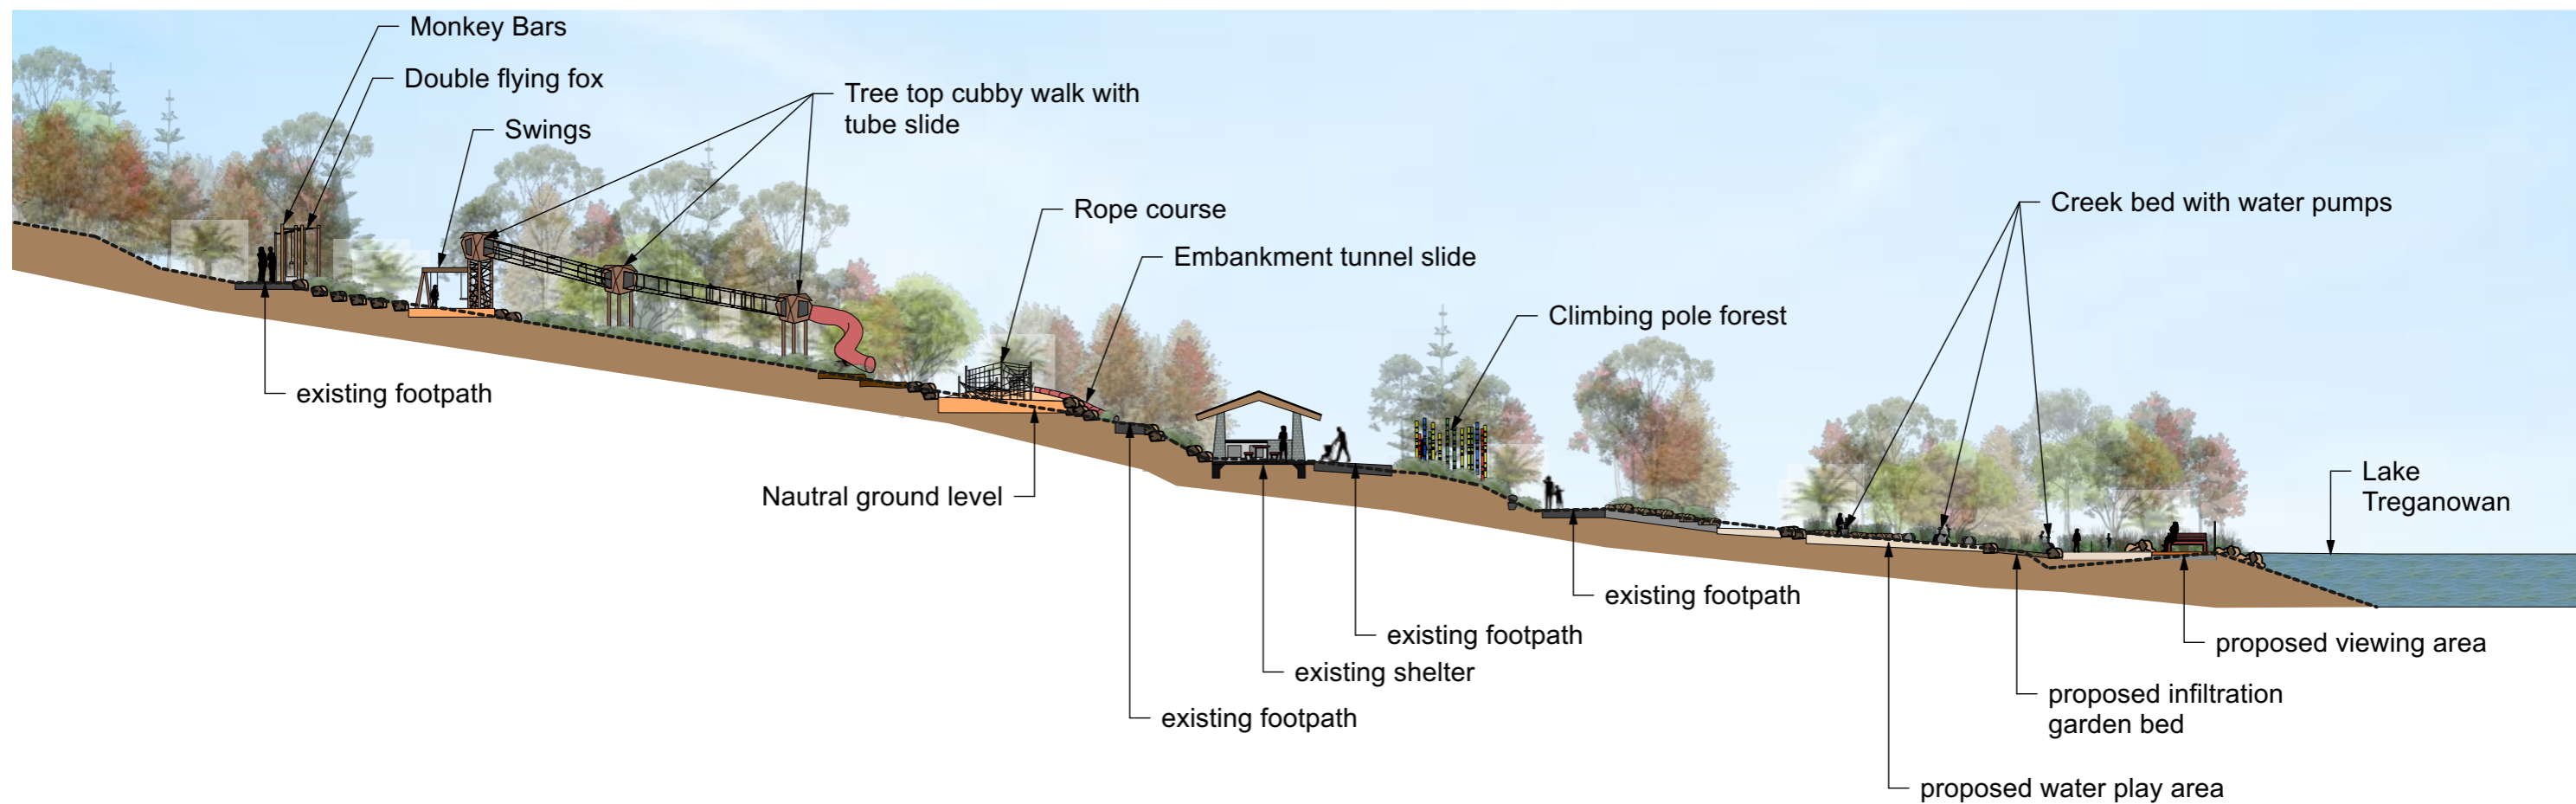 Monkey Bars
Double flying fox
Swings
Tree top cubby walk with
tube slide
Rope course
Embankment tunnel slide
Creek bed with water pumps
Climbing pole forest
existing footpath
Nautral ground level
Lake
Treganowan
existing footpath
existing footpath
proposed viewing area
existing shelter
proposed infiltration
garden bed
existing footpath
proposed water play area